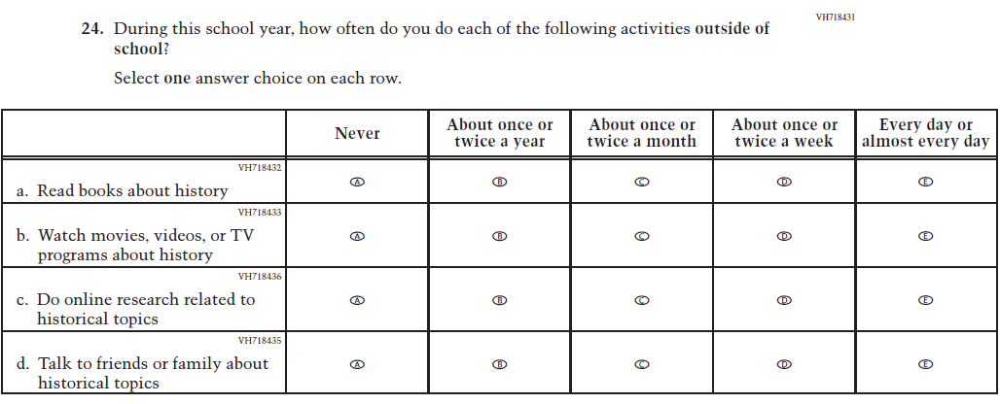 VH718431
24. During this school year, how often do you do each of the following activities outside of
school?
Select one answer choice on each row.
Never
About once or
twice a year
About once or
twice a month
About once or
twice a week
Every day or
almost every day
VH718432
a. Read books about history
A B C D E
VH718433
b. Watch movies, videos, or TV
programs about history
A B C D E
VH718436
c. Do online research related to
historical topics
A B C D E
VH718435
d. Talk to friends or family about
historical topics
A B C D E